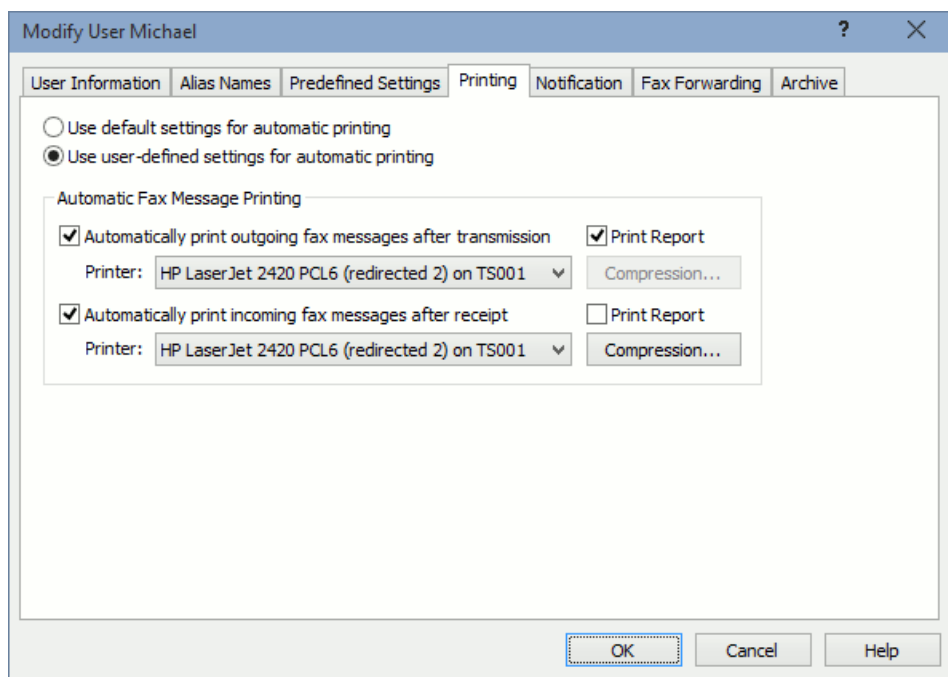 Modify User Michael ?
User Information Alias Names Predefined Settings Printing Notification Fax Forwarding Archive
Use default settings for automatic printing
Use user-defined settings for automatic printing
Automatic Fax Message Printing
Automatically print outgoing fax messages after transmission Print Report
Printer: HP LaserJet 2420 PCL6 (redirected 2) on TS001 Compression...
Automatically print incoming fax messages after receipt Print Report
Printer: HP LaserJet 2420 PCL6 (redirected 2) on TS001 Compression...
OK Cancel Help